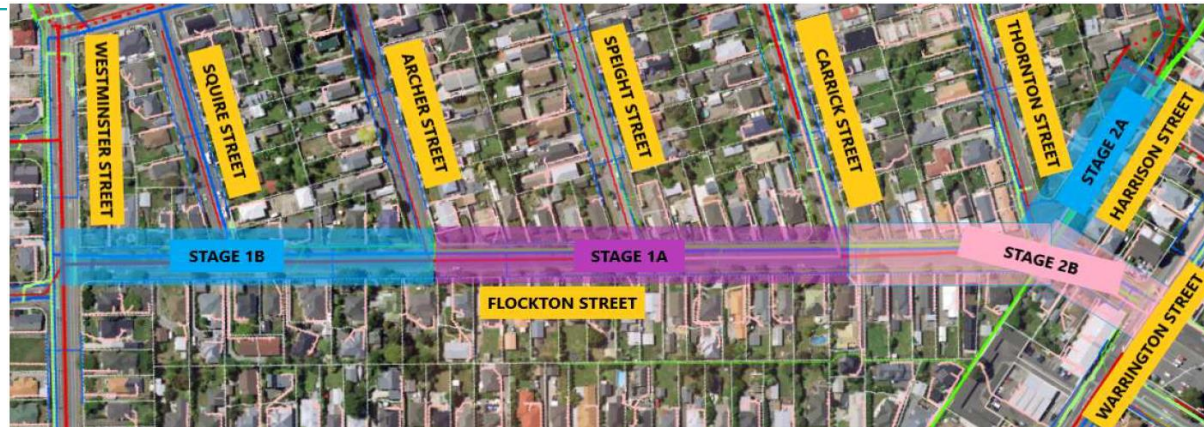 WESTMINSTER STREET
SQUIRE STREET
ARCHER STREET
SPEIGHT STREET
CARRICK STREET
THORNTON STREET
STAGE 2A
HARRISON STREET
STAGE 1B
STAGE 1A
STAGE 2B
FLOCKTON STREET
WARRINGTON STREET